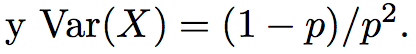 y Var(X) = (1 − p)/p².